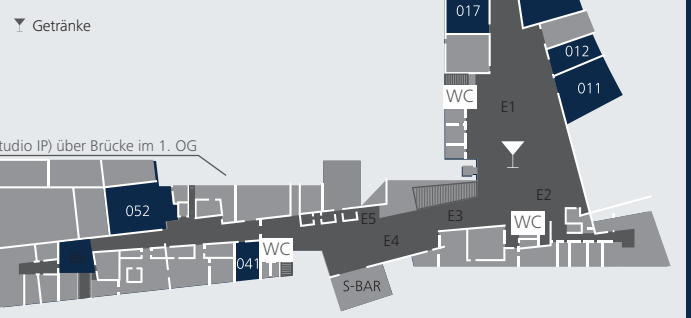 Getränke
017
012
011
WC
E1
tudio IP) über Brücke im 1. OG
052
E5
E3
E2
WC
E4
WC
041
S-BAR